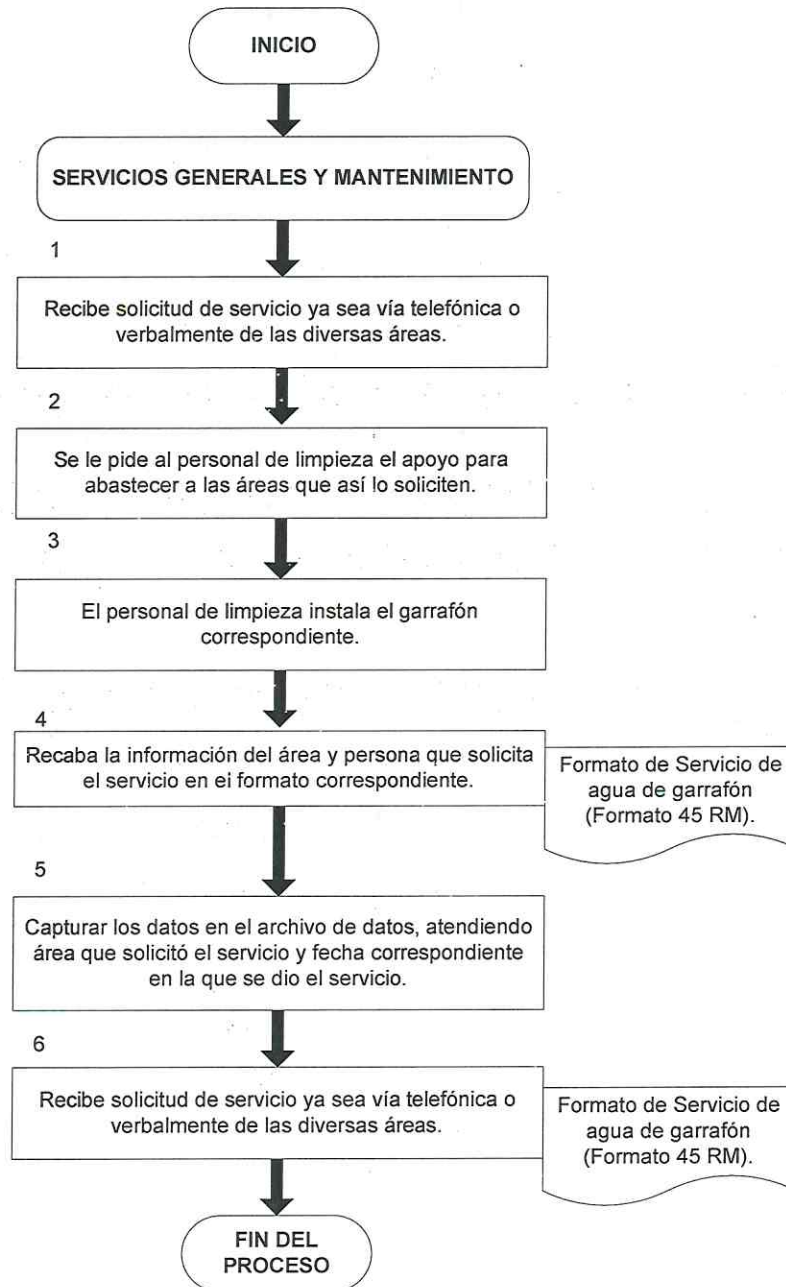 INICIO
SERVICIOS GENERALES Y MANTENIMIENTO
1
Recibe solicitud de servicio ya sea vía telefónica o
verbalmente de las diversas áreas.
2
Se le pide al personal de limpieza el apoyo para
abastecer a las áreas que así lo soliciten.
3
El personal de limpieza instala el garrafón
correspondiente.
4
Recaba la información del área y persona que solicita
el servicio en el formato correspondiente.
Formato de Servicio de
agua de garrafón
(Formato 45 RM).
5
Capturar los datos en el archivo de datos, atendiendo
área que solicitó el servicio y fecha correspondiente
en la que se dio el servicio.
6
Recibe solicitud de servicio ya sea vía telefónica o
verbalmente de las diversas áreas.
Formato de Servicio de
agua de garrafón
(Formato 45 RM).
FIN DEL
PROCESO